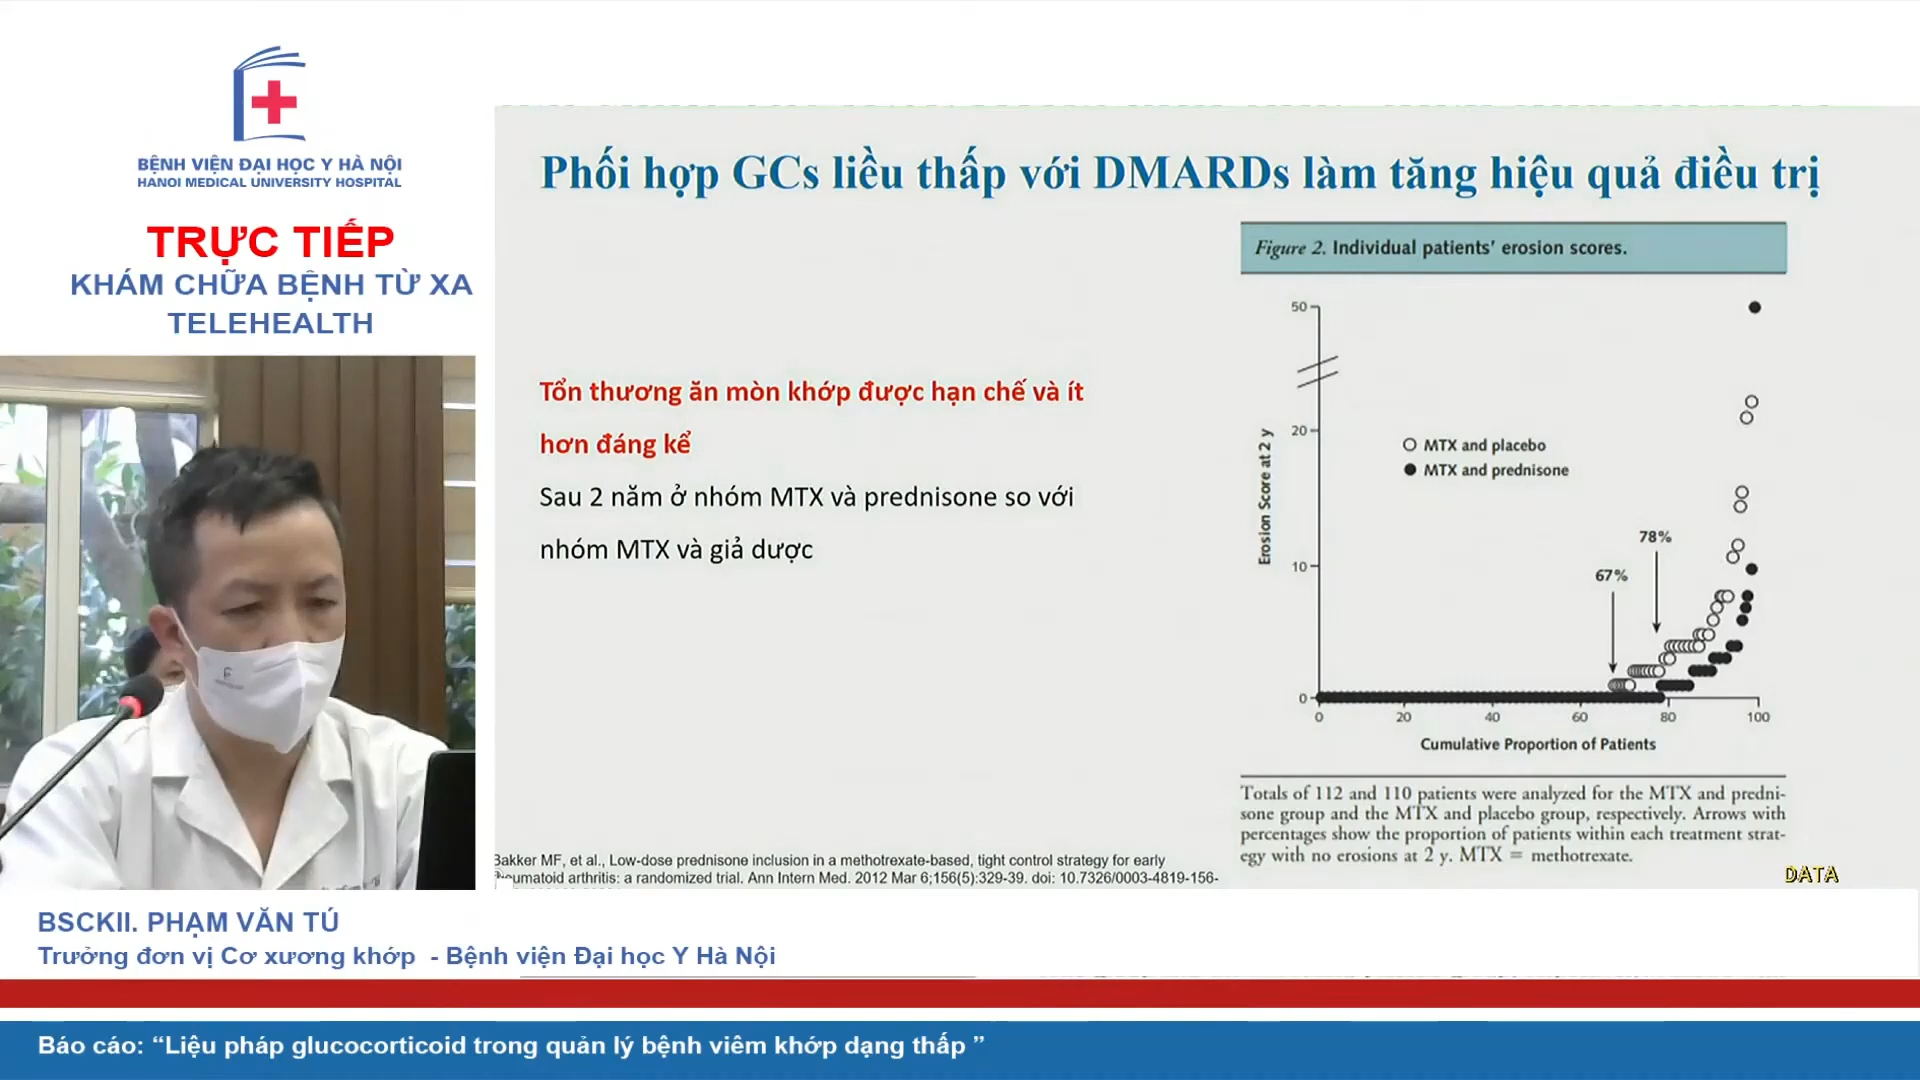 BỆNH VIỆN ĐẠI HỌC Y HÀ NỘI
HANOI MEDICAL UNIVERSITY HOSPITAL
TRỰC TIẾP
KHÁM CHỮA BỆNH TỪ XA
TELEHEALTH
Phối hợp GCs liều thấp với DMARDs làm tăng hiệu quả điều trị
Tổn thương ăn mòn khớp được hạn chế và ít
hơn đáng kể
Sau 2 năm ở nhóm MTX và prednisone so với
nhóm MTX và giả dược
Figure 2. Individual patients' erosion scores.
50
20
10
0
Erosion Score at 2 y
MTX and placebo
MTX and prednisone
67%
78%
0 20 40 60 80 100
Cumulative Proportion of Patients
Totals of 112 and 110 patients were analyzed for the MTX and predni-
sone group and the MTX and placebo group, respectively. Arrows with
percentages show the proportion of patients within each treatment strat-
egy with no erosions at 2 y. MTX = methotrexate.
Bakker MF, et al., Low-dose prednisone inclusion in a methotrexate-based, tight control strategy for early
arthritis: a randomized trial. Ann Intern Med. 2012 Mar 6;156(5):329-39. doi: 10.7326/0003-4819-156-
DATA
BSCKII. PHẠM VĂN TÚ
Trưởng đơn vị Cơ xương khớp - Bệnh viện Đại học Y Hà Nội
Báo cáo: “Liệu pháp glucocorticoid trong quản lý bệnh viêm khớp dạng thấp ”